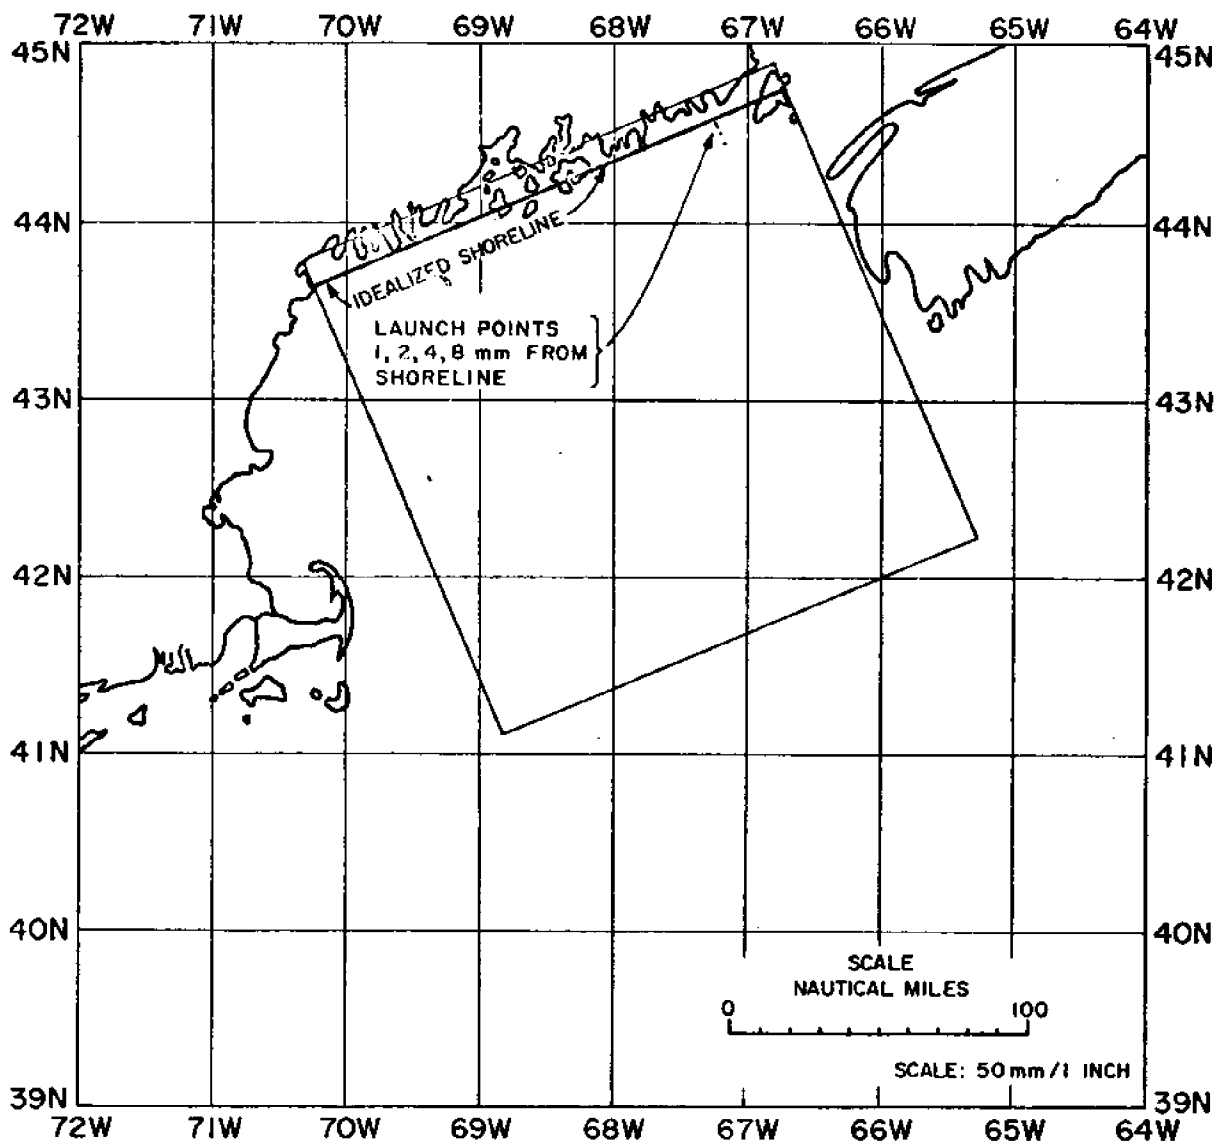 72W 71W 70W 69W 68W 67W 66W 65W 64W
45N 45N
44N 44N
IDEALIZED SHORELINE
LAUNCH POINTS
1, 2, 4, 8 mm FROM
SHORELINE
43N 43N
42N 42N
41N 41N
40N 40N
SCALE
NAUTICAL MILES
0 100
SCALE: 50mm/1 INCH
39N 39N
72W 71W 70W 69W 68W 67W 66W 65W 64W